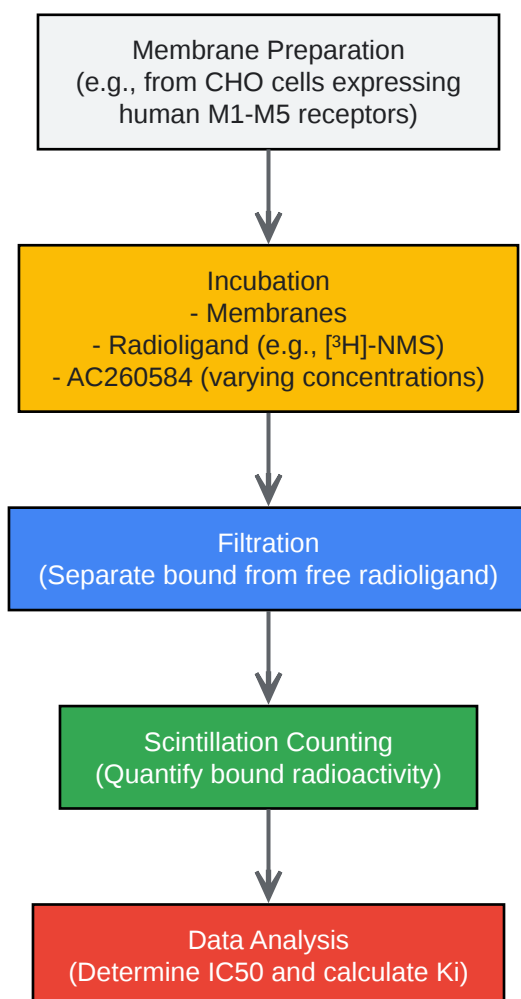 Membrane Preparation
(e.g., from CHO cells expressing
human M1-M5 receptors)
Incubation
- Membranes
- Radioligand (e.g., [³H]-NMS)
- AC260584 (varying concentrations)
Filtration
(Separate bound from free radioligand)
Scintillation Counting
(Quantify bound radioactivity)
Data Analysis
(Determine IC50 and calculate Ki)